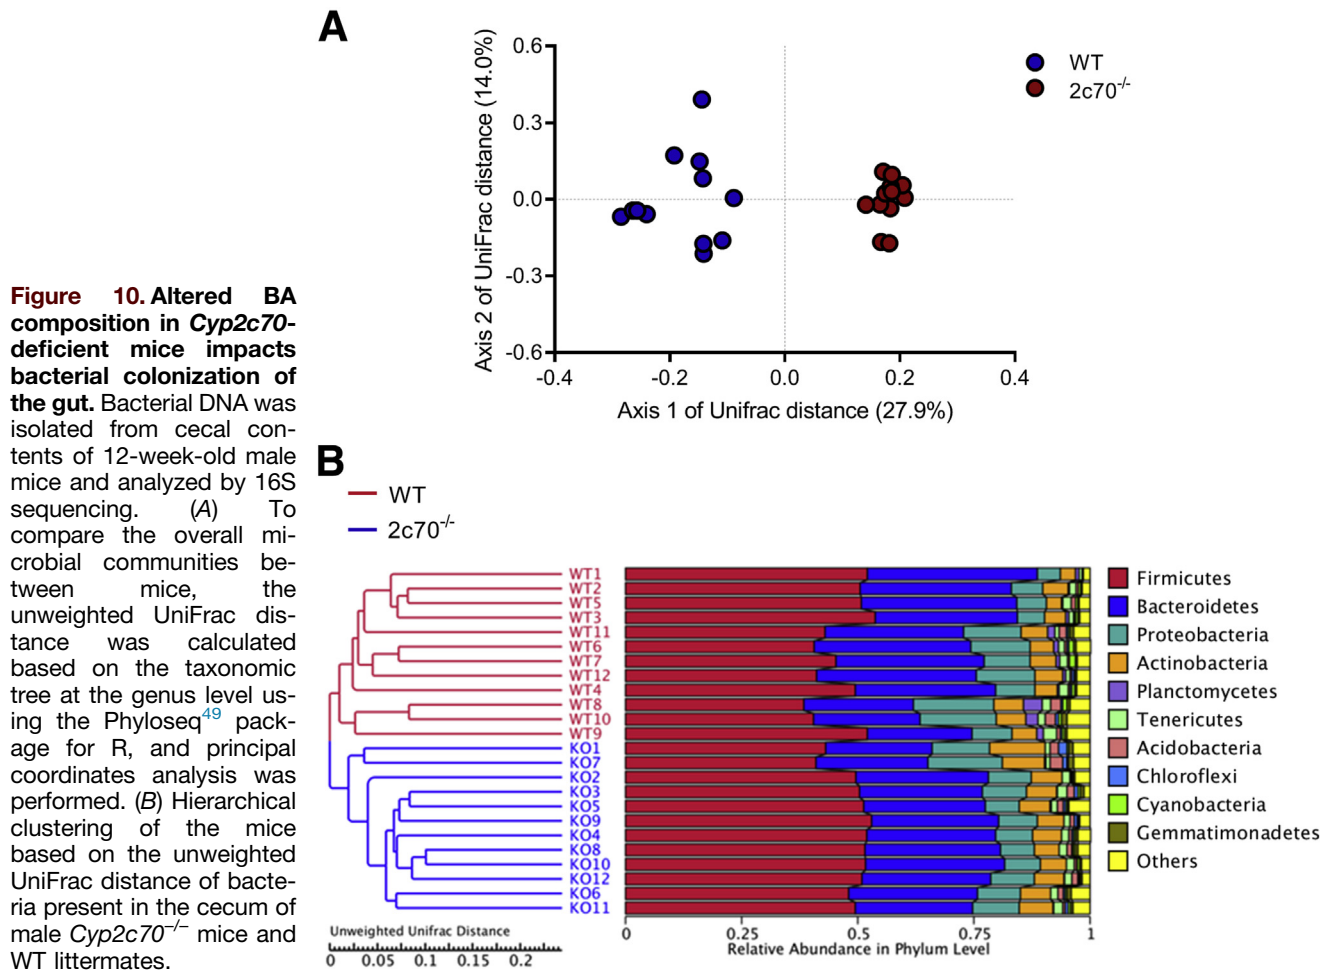 A
0.6
0.3
0.0
-0.3
-0.6
Axis 2 of UniFrac distance (14.0%)
-0.4
-0.2
0.0
0.2
0.4
Axis 1 of Unifrac distance (27.9%)
WT
2c70-/-
Figure 10. Altered BA
composition in Cyp2c70-
deficient mice impacts
bacterial colonization of
the gut. Bacterial DNA was
isolated from cecal con-
tents of 12-week-old male
mice and analyzed by 16S
sequencing. (A) To
compare the overall mi-
crobial communities be-
tween mice, the
unweighted UniFrac dis-
tance was calculated
based on the taxonomic
tree at the genus level us-
ing the Phyloseq49 pack-
age for R, and principal
coordinates analysis was
performed. (B) Hierarchical
clustering of the mice
based on the unweighted
UniFrac distance of bacte-
ria present in the cecum of
male Cyp2c70-/- mice and
WT littermates.
B
WT
2c70-/-
WT1
WT2
WT5
WT3
WT11
WT6
WT7
WT12
WT4
WT8
WT10
WT9
KO1
KO7
KO2
KO3
KO5
KO9
KO4
KO8
KO10
KO12
KO6
KO11
Unweighted Unifrac Distance
0 0.05 0.1 0.15 0.2
0 0.25 0.5 0.75 1
Relative Abundance in Phylum Level
Firmicutes
Bacteroidetes
Proteobacteria
Actinobacteria
Planctomycetes
Tenericutes
Acidobacteria
Chloroflexi
Cyanobacteria
Gemmatimonadetes
Others